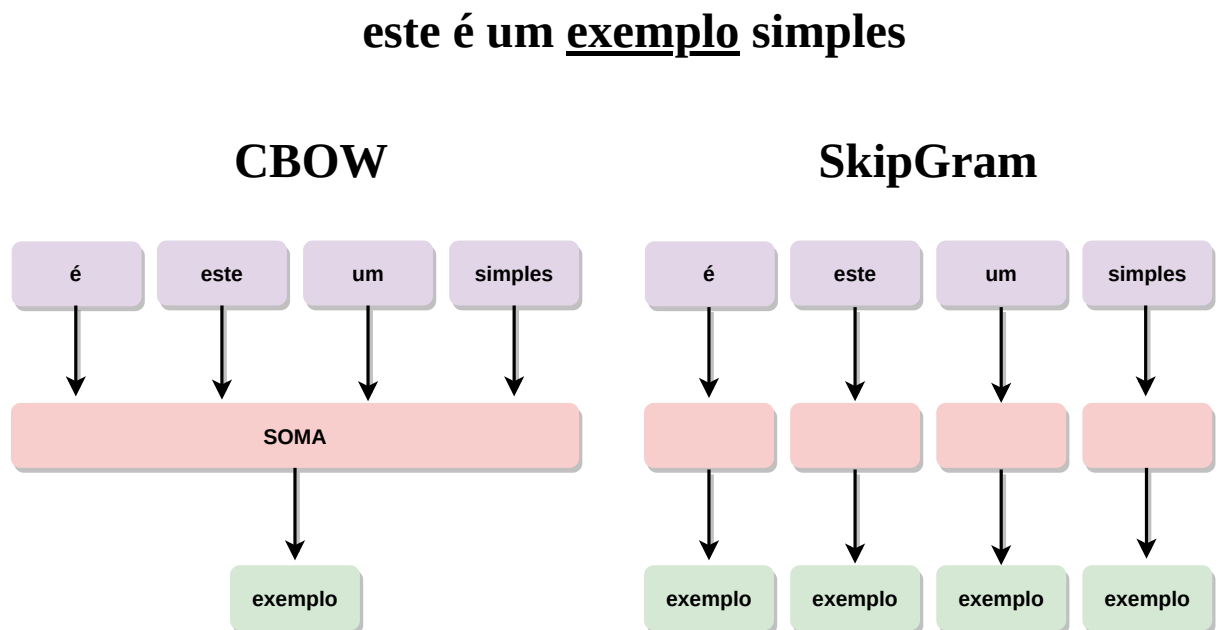 este é um exemplo simples
CBOW
SkipGram
é este um simples
SOMA
exemplo
é este um simples
exemplo exemplo exemplo exemplo